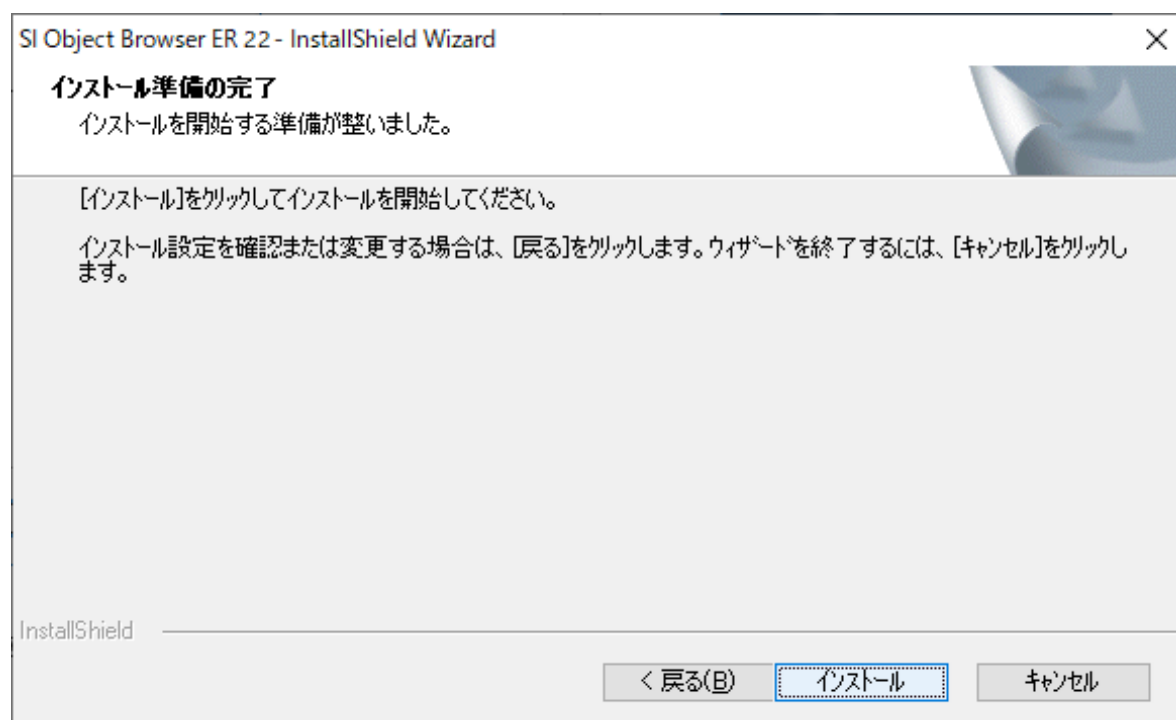 SI Object Browser ER 22 - InstallShield Wizard
インストール準備の完了
インストールを開始する準備が整いました。
[インストール]をクリックしてインストールを開始してください。
インストール設定を確認または変更する場合は、[戻る]をクリックします。ウィザードを終了するには、[キャンセル]をクリックし
ます。
InstallShield
< 戻る(B)
インストール
キャンセル